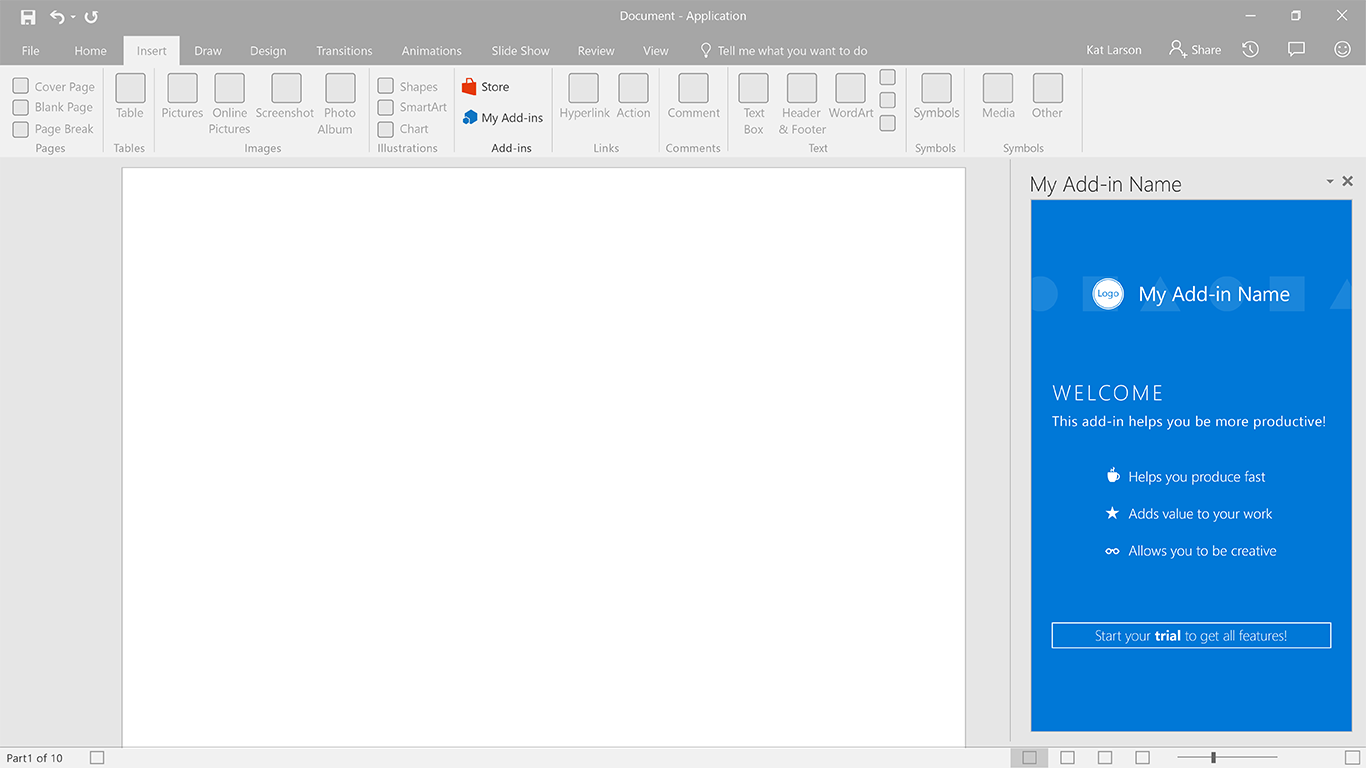 Document - Application
File Home Insert Draw Design Transitions Animations Slide Show Review View Tell me what you want to do Kat Larson Share
Cover Page
Blank Page
Page Break
Pages
Table
Tables
Pictures
Online
Pictures
Screenshot
Photo
Album
Images
Shapes
SmartArt
Chart
Illustrations
Store
My Add-ins
Add-ins
Hyperlink
Action
Links
Comment
Comments
Text
Box
Header
& Footer
WordArt
Text
Symbols
Symbols
Media
Other
Symbols
My Add-in Name
Logo
My Add-in Name
WELCOME
This add-in helps you be more productive!
Helps you produce fast
Adds value to your work
Allows you to be creative
Start your trial to get all features!
Part1 of 10